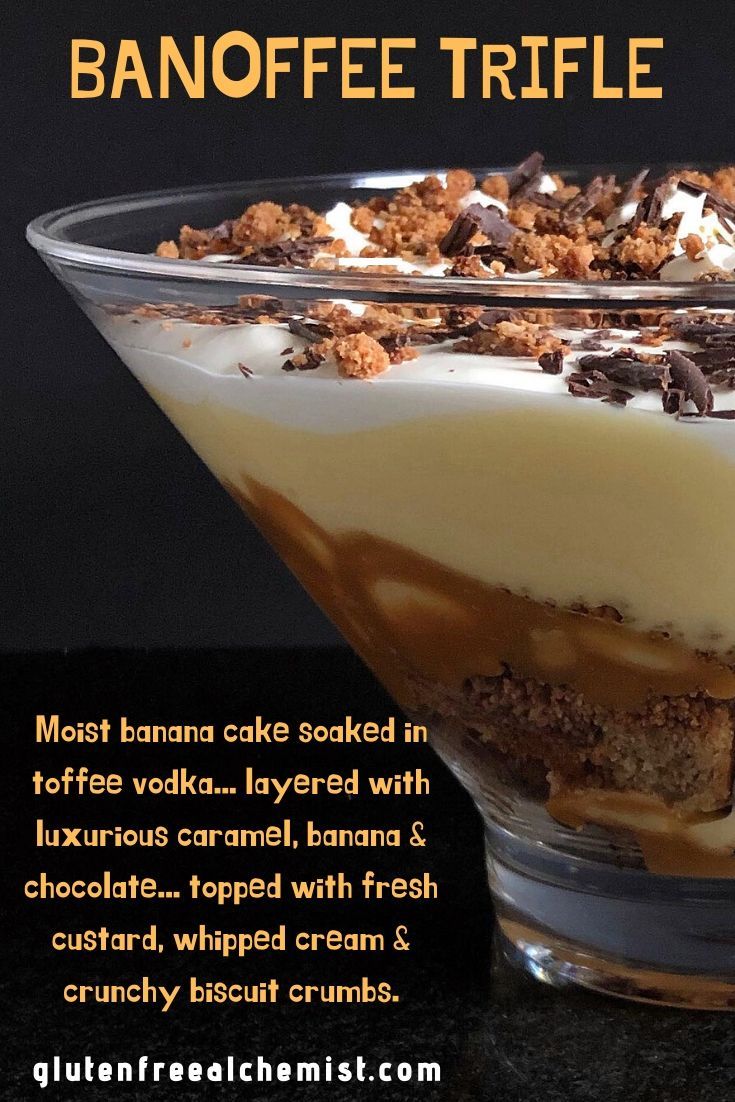 BANOFFEE TRIFLE
Moist banana cake soaked in
toffee vodka... layered with
luxurious caramel, banana &
chocolate... topped with fresh
custard, whipped cream &
crunchy biscuit crumbs.
glutenfreealchemist.com